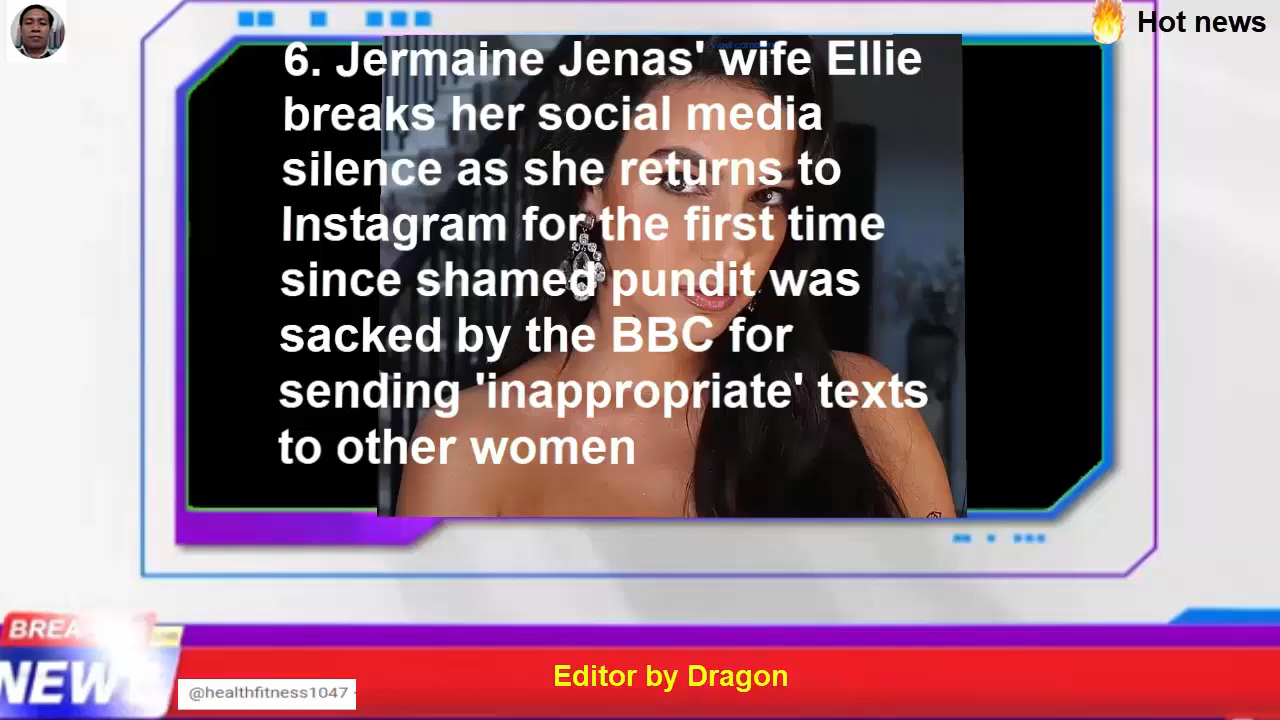 Hot news
6. Jermaine Jenas' wife Ellie
breaks her social media
silence as she returns to
Instagram for the first time
since shamed pundit was
sacked by the BBC for
sending 'inappropriate' texts
to other women
NEW
@healthfitness1047
Editor by Dragon